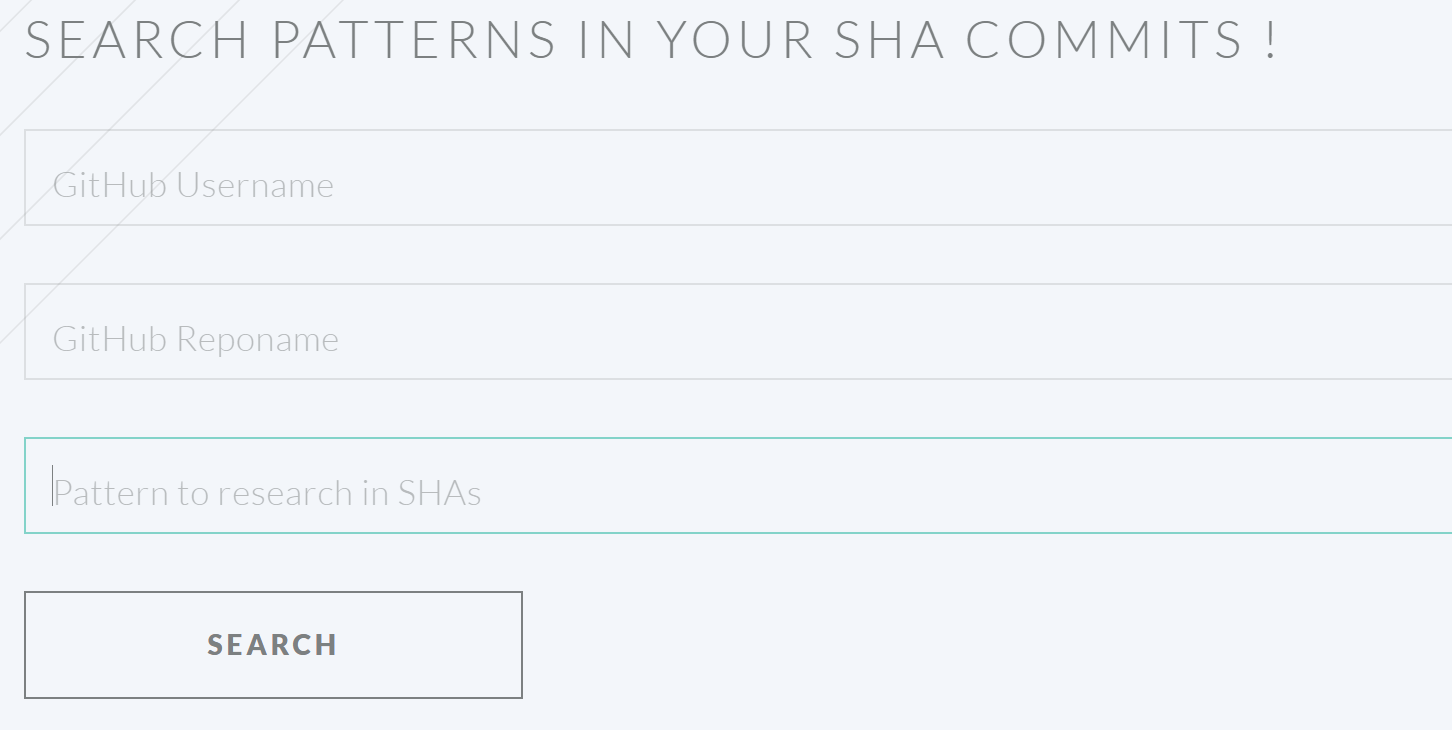 SEARCH PATTERNS IN YOUR SHA COMMITS !
GitHub Username
GitHub Reponame
Pattern to research in SHAs
SEARCH